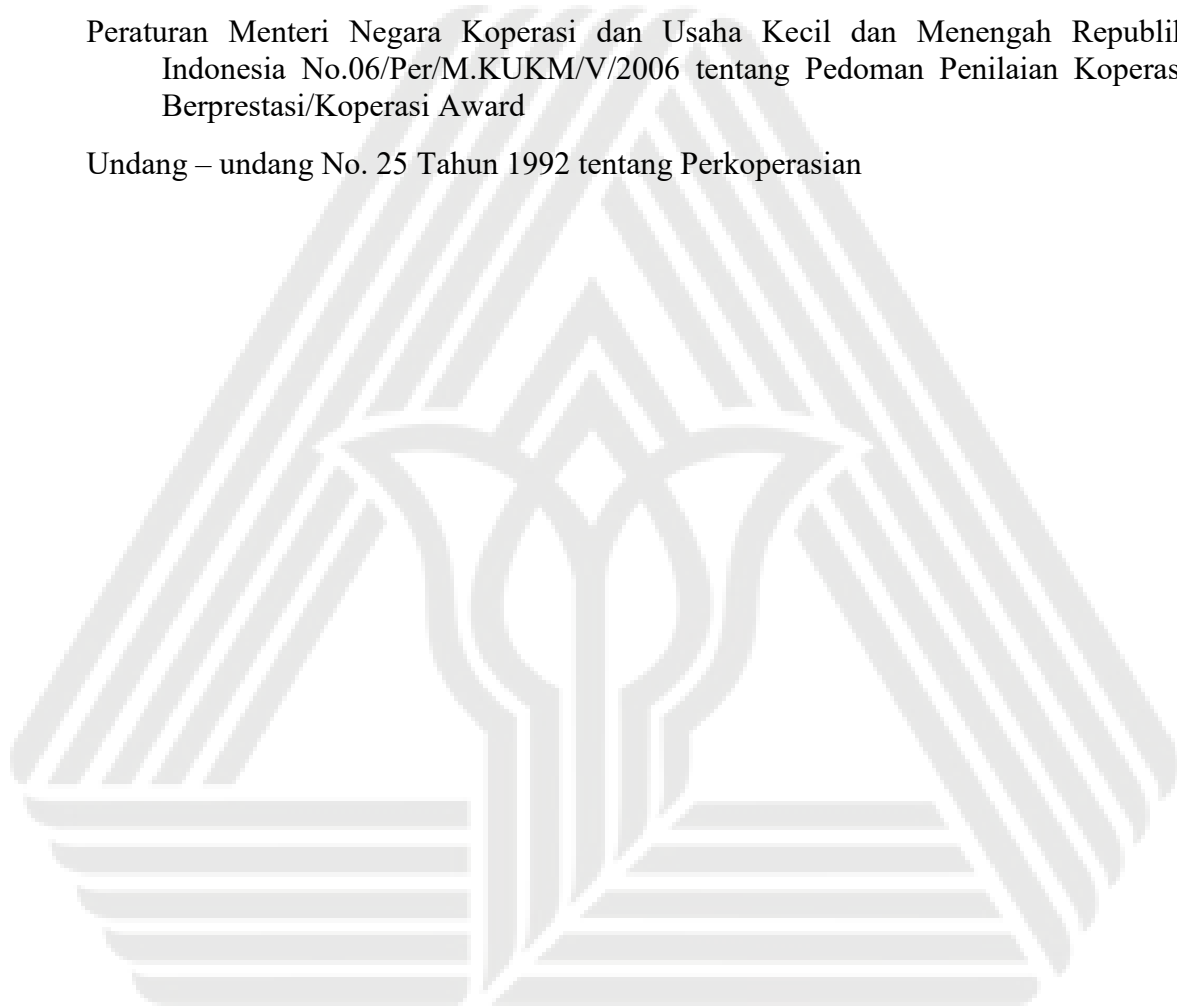 Peraturan Menteri Negara Koperasi dan Usaha Kecil dan Menengah Republik
Indonesia No.06/Per/M.KUKM/V/2006 tentang Pedoman Penilaian Koperas
Berprestasi/Koperasi Award
Undang – undang No. 25 Tahun 1992 tentang Perkoperasian